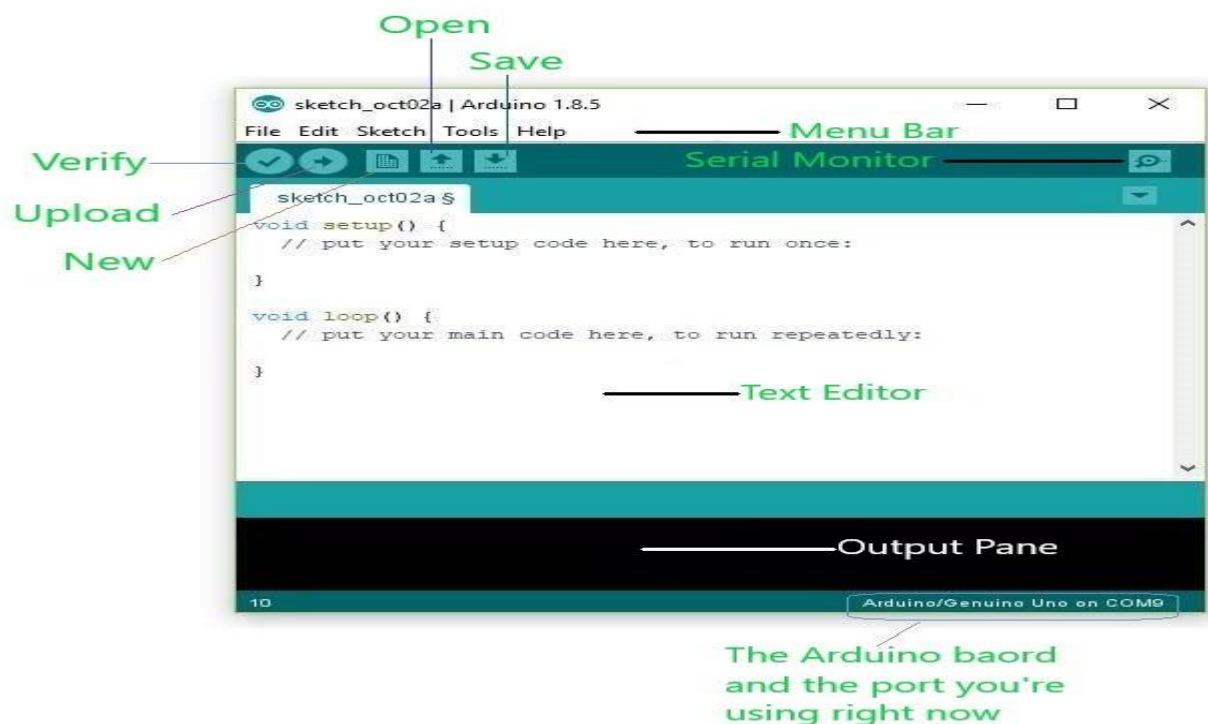 Open
Save
sketch_oct02a | Arduino 1.8.5
File Edit Sketch Tools Help
Menu Bar
Verify
Serial Monitor
Upload
sketch_oct02a §
New
void setup() {
// put your setup code here, to run once:
}
void loop() {
// put your main code here, to run repeatedly:
}
Text Editor
Output Pane
10
Arduino/Genuino Uno on COM9
The Arduino baord
and the port you're
using right now